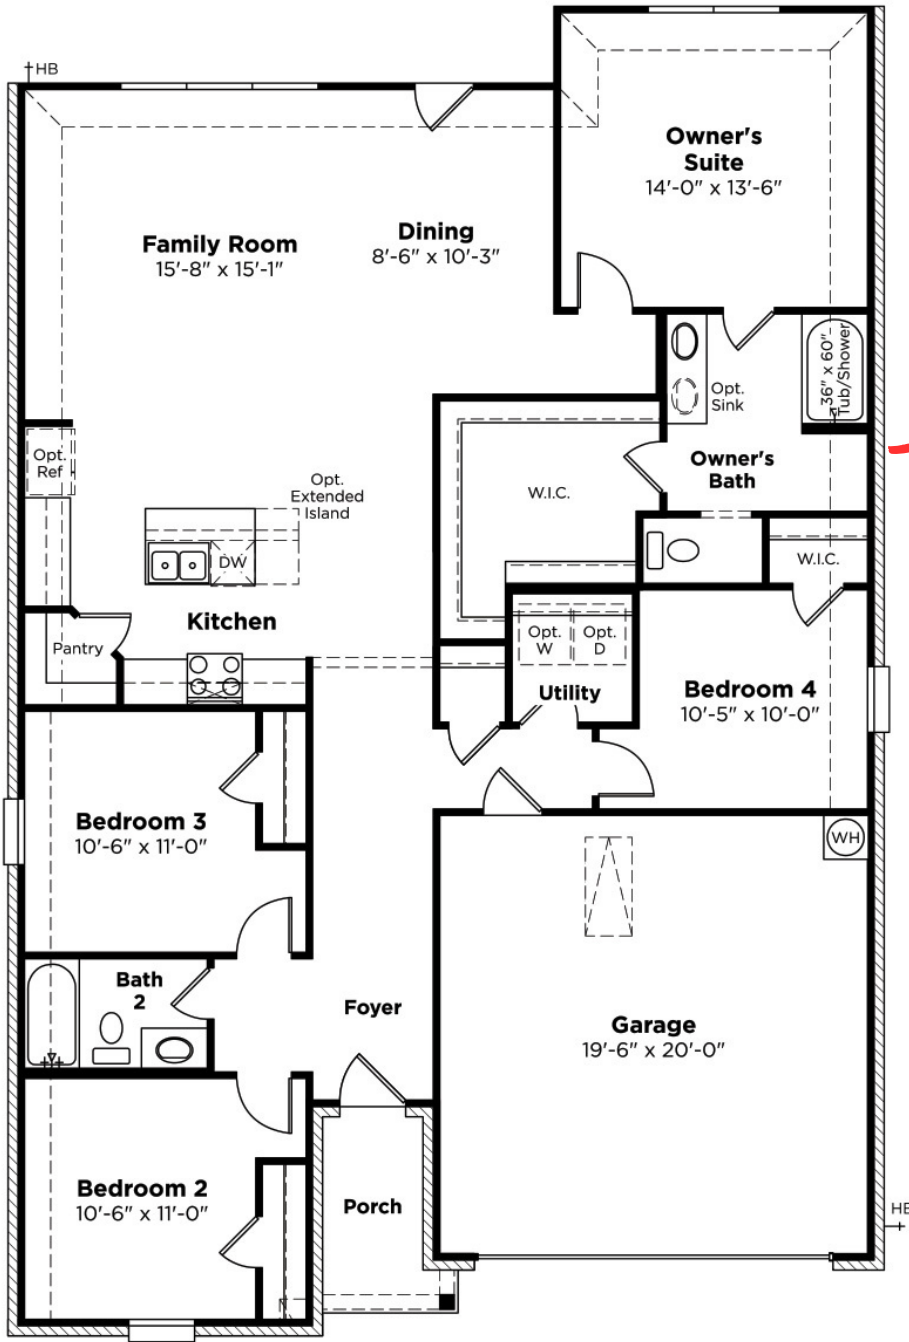 HB
Owner's
Suite
14'-0" x 13'-6"
Family Room
15'-8" x 15'-1"
Dining
8'-6" x 10'-3"
36" x 60"
Tub/Shower
Opt.
Sink
Opt.
Ref
Owner's
Bath
Opt.
Extended
Island
W.I.C.
DW
W.I.C.
Kitchen
Pantry
Opt.
W
Opt.
D
Utility
Bedroom 4
10'-5" x 10'-0"
Bedroom 3
10'-6" x 11'-0"
WH
Bath
2
Foyer
Garage
19'-6" x 20'-0"
Bedroom 2
10'-6" x 11'-0"
Porch
HB